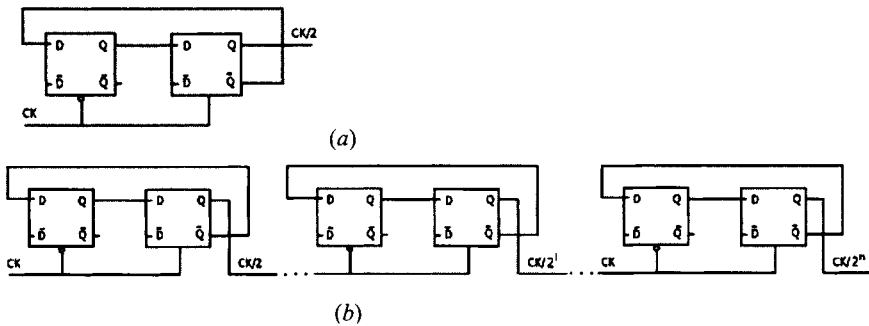 D Q D Q CK/2
D̄ Q̄ D̄ Q̄
CK
(a)
D Q D Q D Q D Q D Q D Q
D̄ Q̄ D̄ Q̄ D̄ Q̄ D̄ Q̄ D̄ Q̄ D̄ Q̄
CK CK/2 ... CK/2^i ... CK CK/2^n
(b)